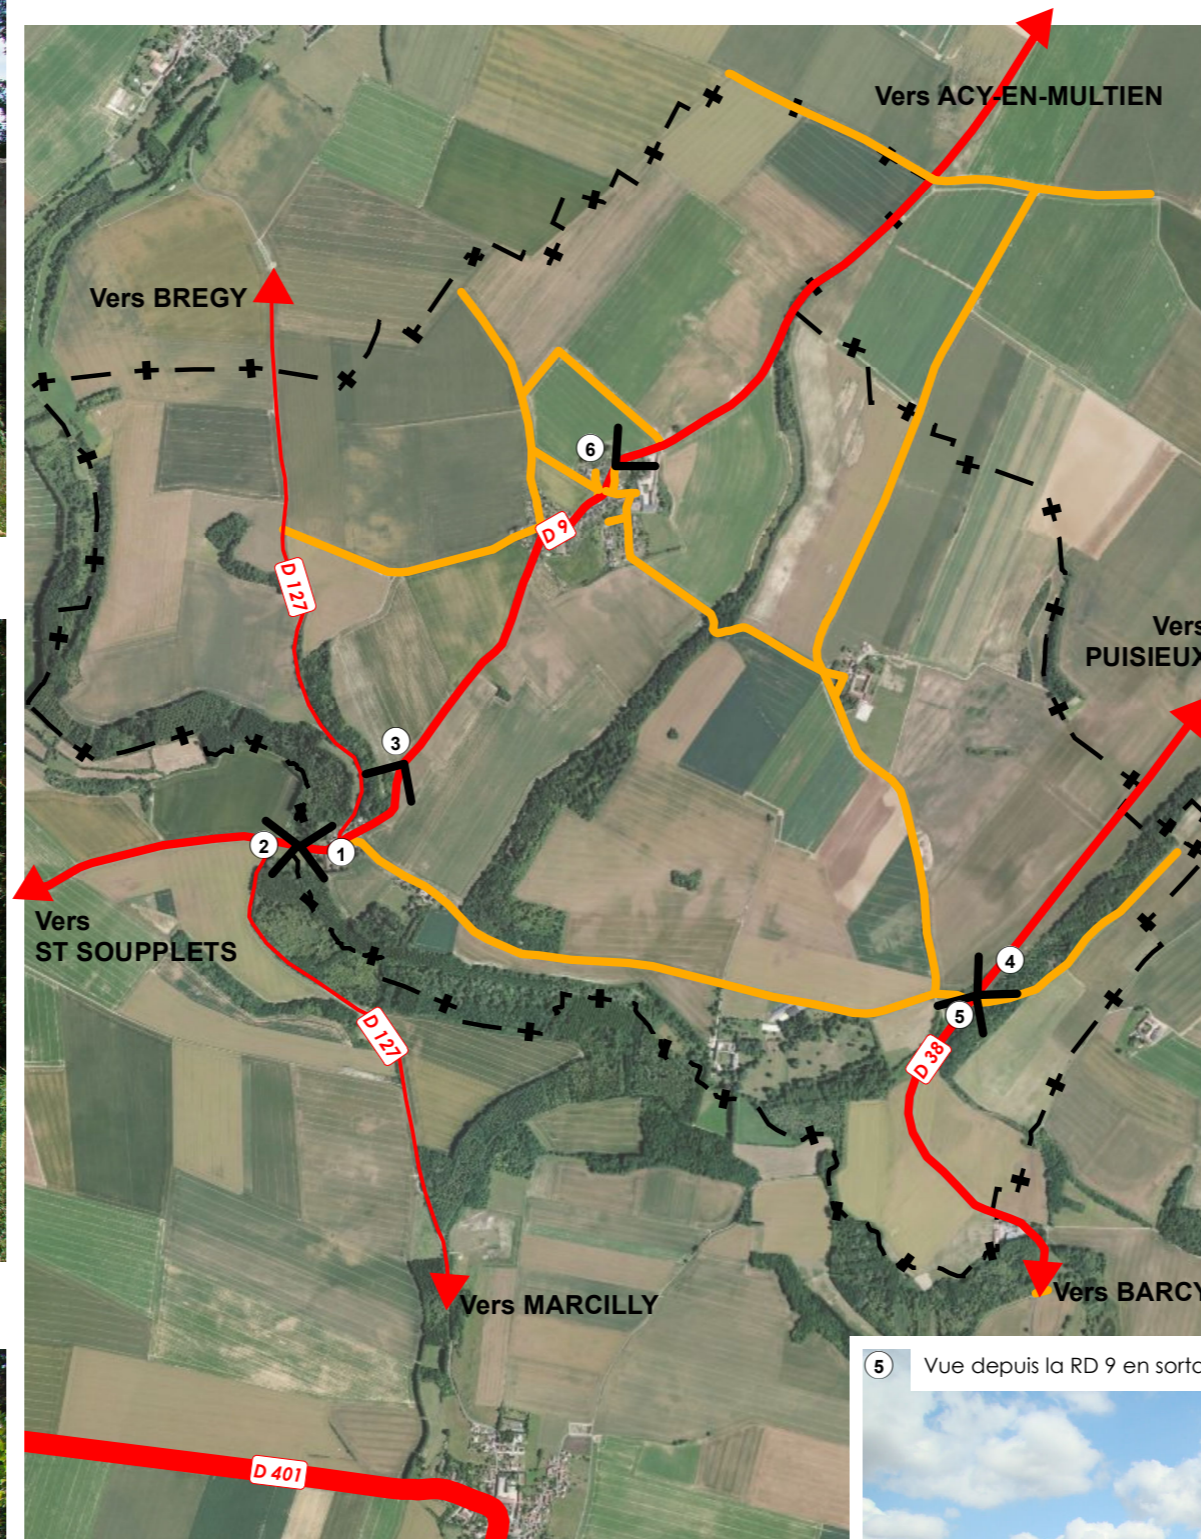 Vers ACY-EN-MULTIEN
Vers BREGY
6
D 9
D 127
Vers
PUISIEUX
3
2
1
Vers
ST SOUPPLETS
4
5
D 127
D 38
Vers MARCILLY
Vers BARCY
5 Vue depuis la RD 9 en sorta
D 401